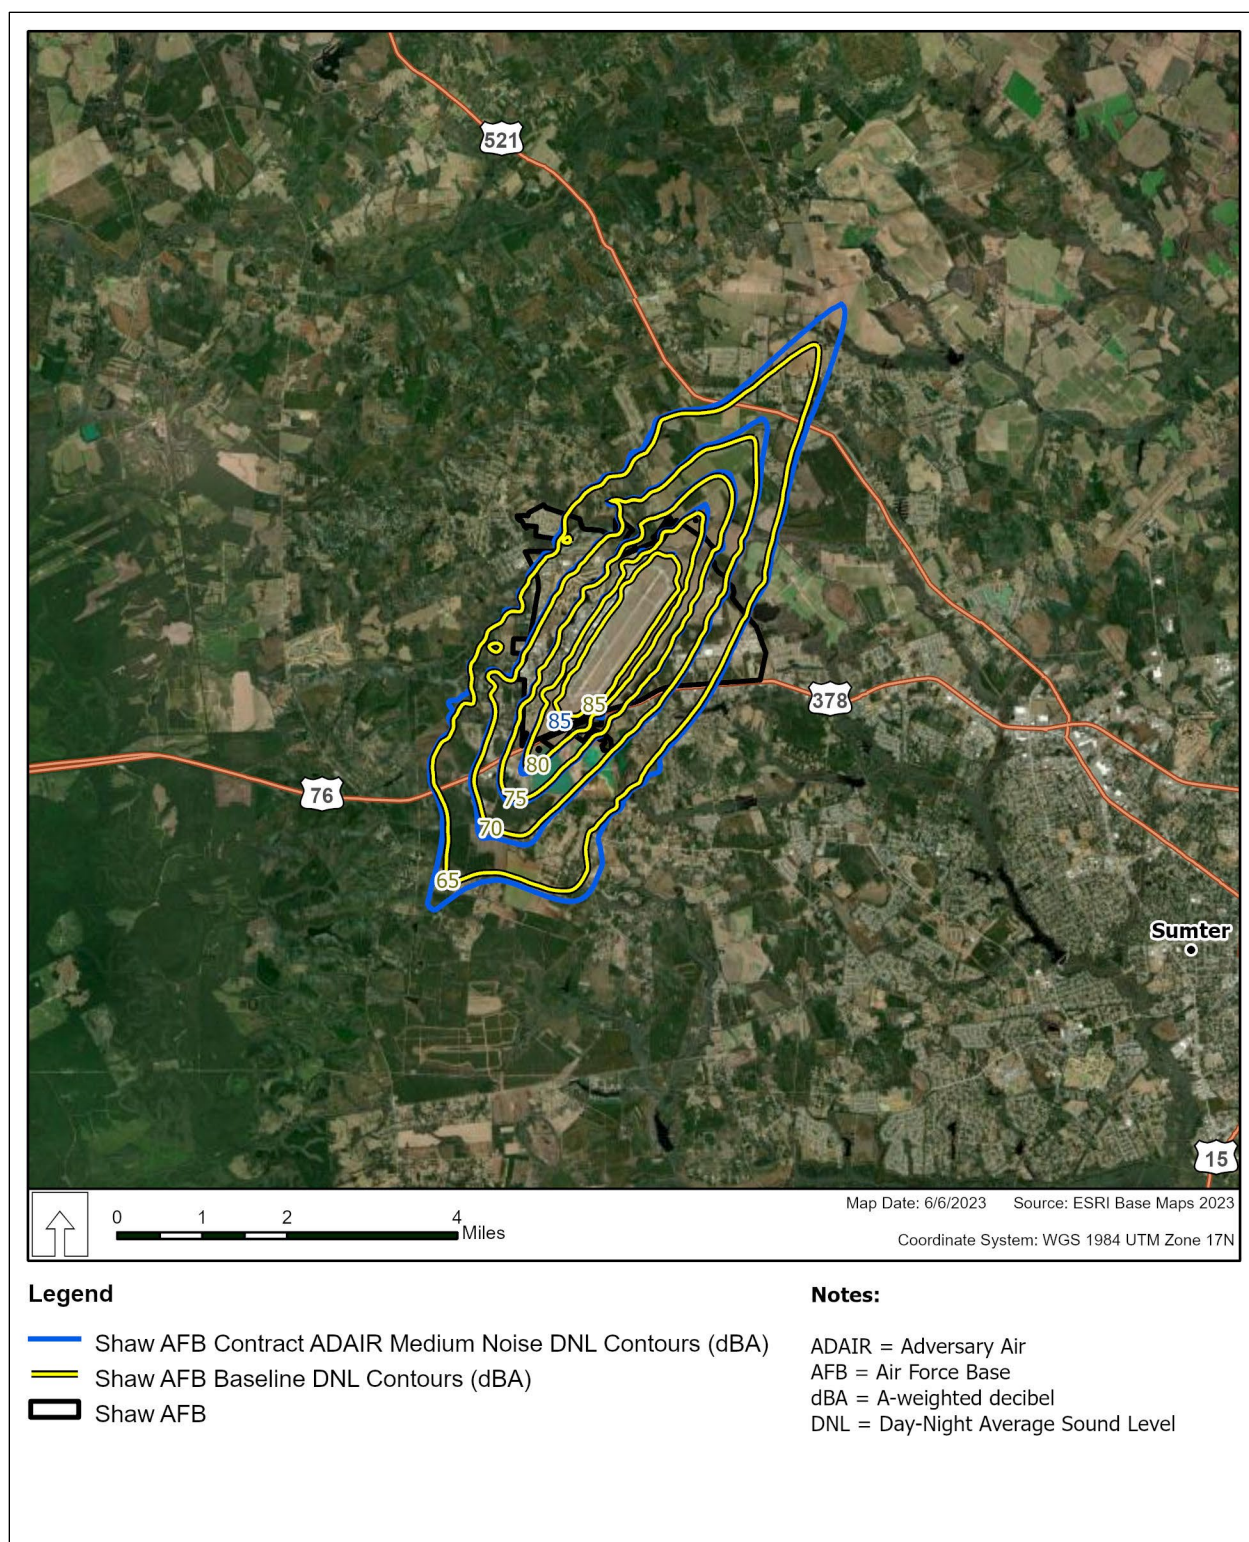 521
378
85
85
80
76
75
70
65
Sumter
15
0 1 2 4
Miles
Map Date: 6/6/2023 Source: ESRI Base Maps 2023
Coordinate System: WGS 1984 UTM Zone 17N
Legend
Shaw AFB Contract ADAIR Medium Noise DNL Contours (dBA)
Shaw AFB Baseline DNL Contours (dBA)
Shaw AFB
Notes:
ADAIR = Adversary Air
AFB = Air Force Base
dBA = A-weighted decibel
DNL = Day-Night Average Sound Level